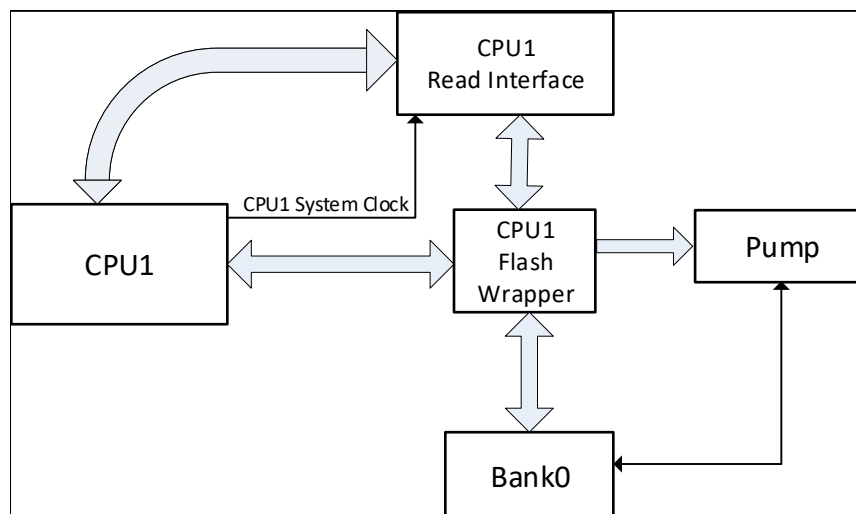 CPU1
Read Interface
CPU1 System Clock
CPU1
CPU1
Flash
Wrapper
Pump
Bank0